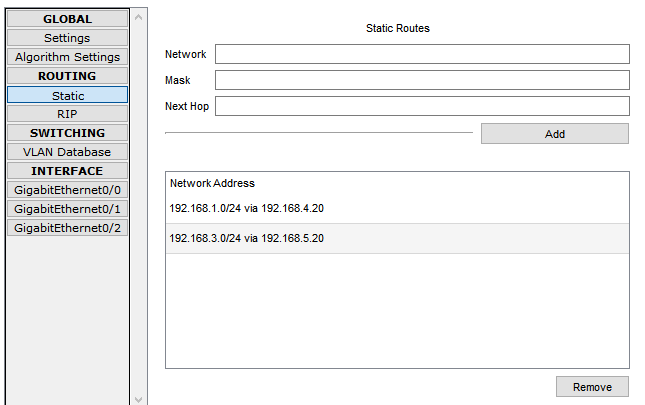 GLOBAL
Settings
Algorithm Settings
ROUTING
Static
RIP
SWITCHING
VLAN Database
INTERFACE
GigabitEthernet0/0
GigabitEthernet0/1
GigabitEthernet0/2
Static Routes
Network
Mask
Next Hop
Add
Network Address
192.168.1.0/24 via 192.168.4.20
192.168.3.0/24 via 192.168.5.20
Remove